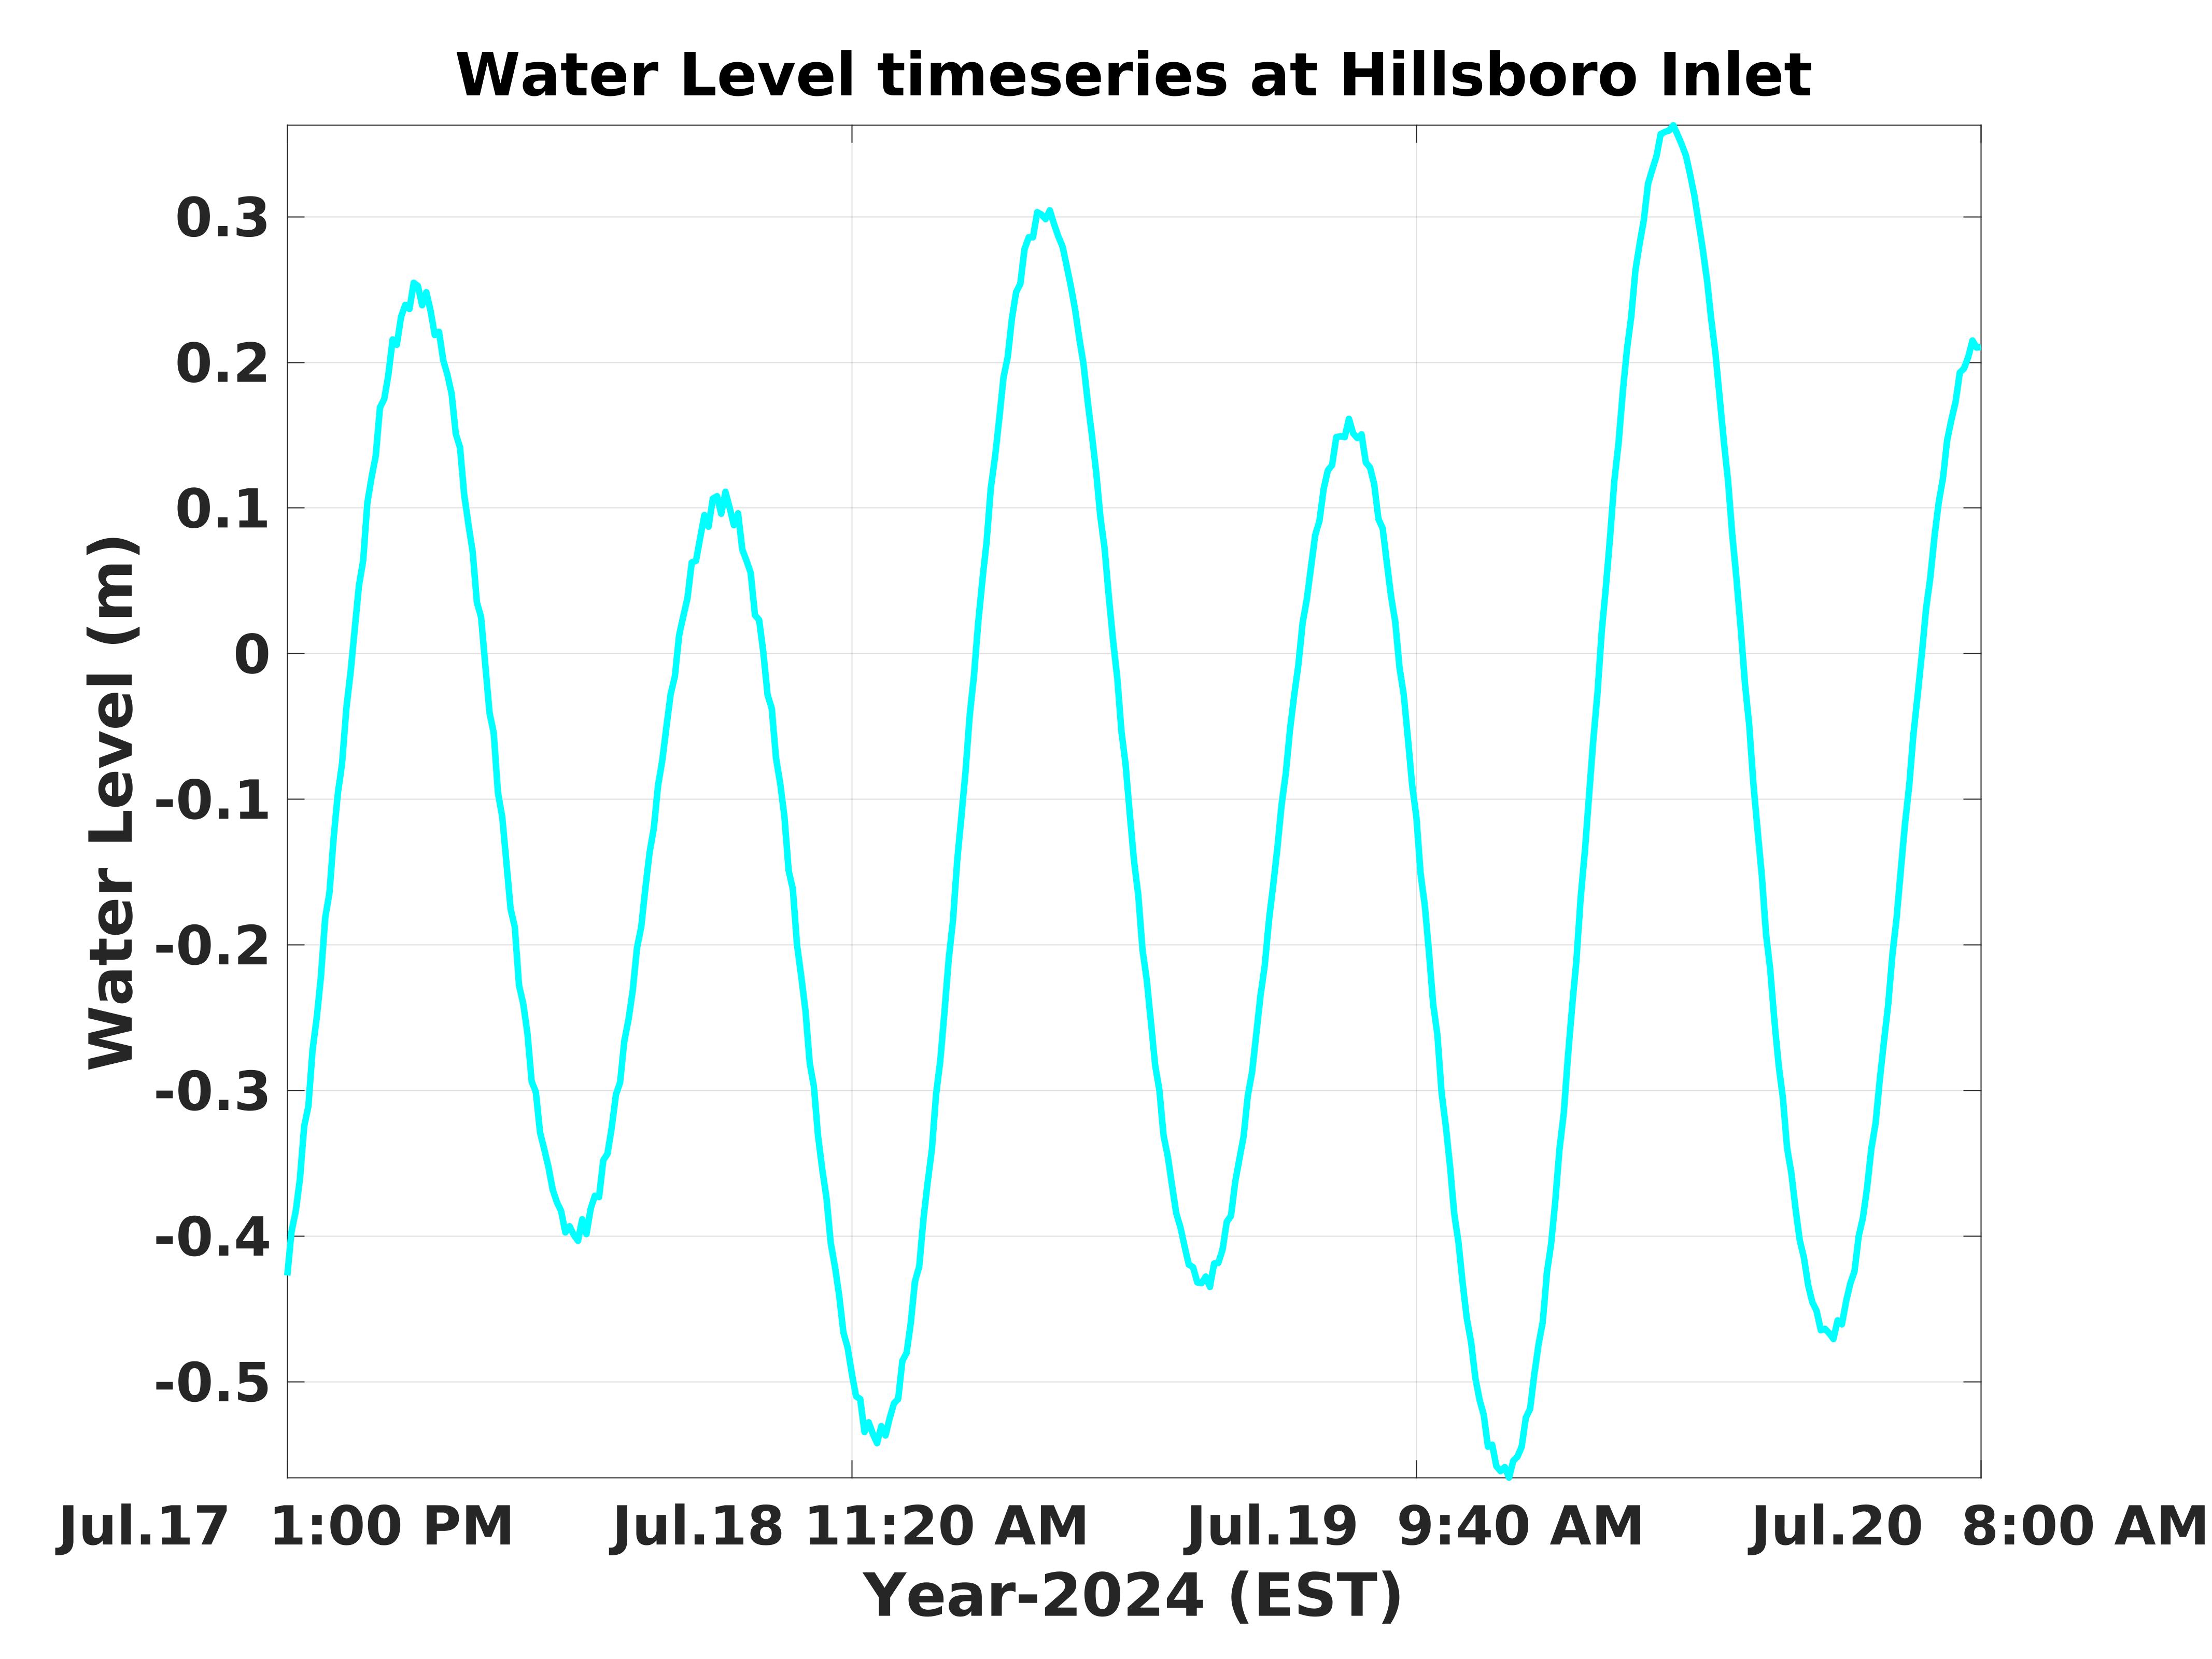 Water Level timeseries at Hillsboro Inlet
Water Level (m)
0.3
0.2
0.1
0
-0.1
-0.2
-0.3
-0.4
-0.5
Jul.17 1:00 PM Jul.18 11:20 AM Jul.19 9:40 AM Jul.20 8:00 AM
Year-2024 (EST)